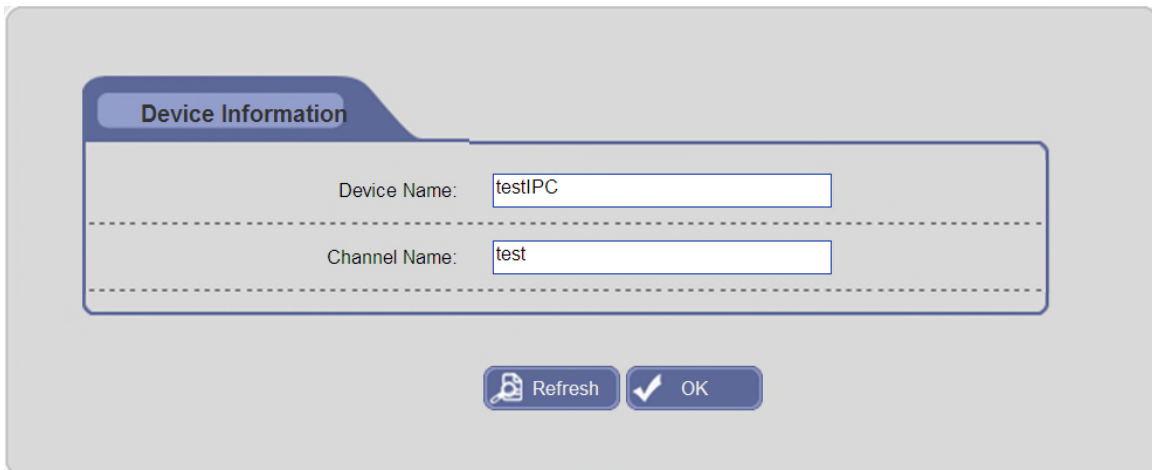 Device Information
Device Name: testIPC
Channel Name: test
Refresh OK